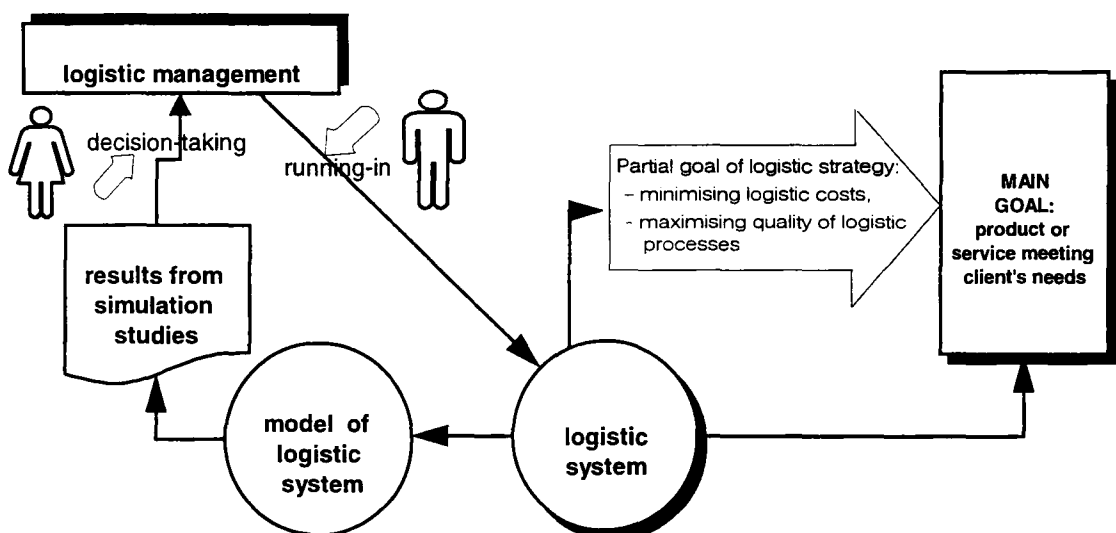 logistic management
decision-taking
running-in
Partial goal of logistic strategy:
– minimising logistic costs,
- maximising quality of logistic
processes
MAIN
GOAL:
product or
service meeting
client's needs
results from
simulation
studies
model of
logistic
system
logistic
system